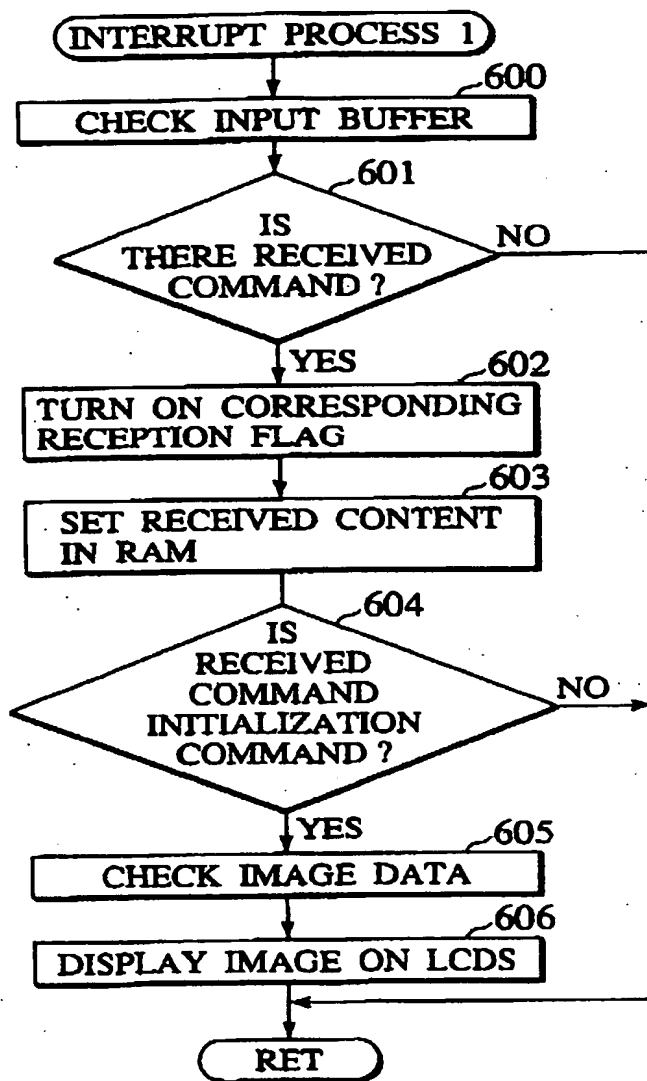 INTERRUPT PROCESS 1
600
CHECK INPUT BUFFER
601
IS
THERE RECEIVED
COMMAND ?
NO
YES
602
TURN ON CORRESPONDING
RECEPTION FLAG
603
SET RECEIVED CONTENT
IN RAM
604
IS
RECEIVED
COMMAND
INITIALIZATION
COMMAND ?
NO
YES
605
CHECK IMAGE DATA
606
DISPLAY IMAGE ON LCDS
RET